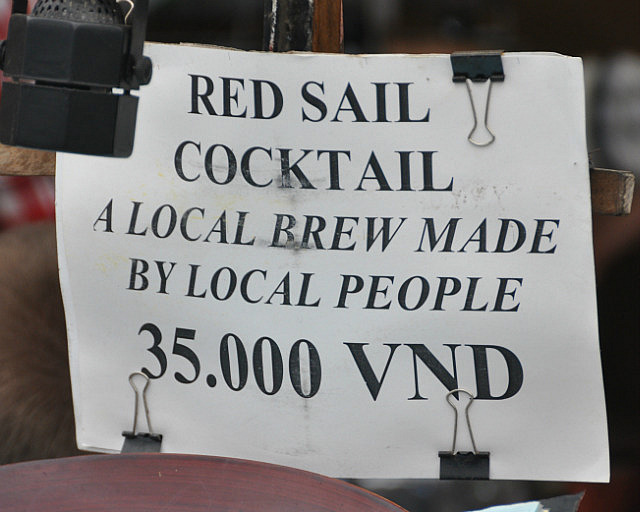 RED SAIL
COCKTAIL
A LOCAL BREW MADE
BY LOCAL PEOPLE
35.000 VND